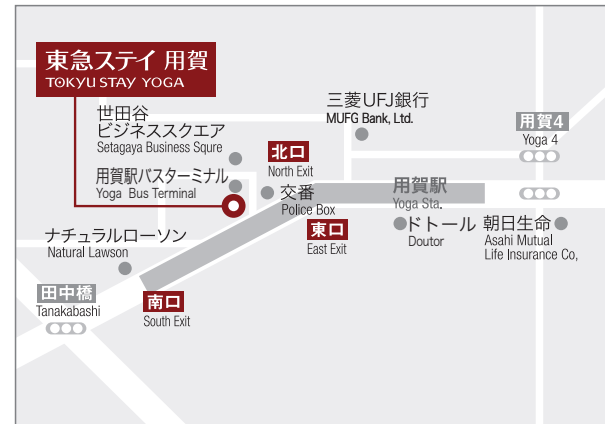 東急ステイ 用賀
TOKYU STAY YOGA
世田谷
ビジネススクエア
Setagaya Business Squre
三菱UFJ銀行
MUFG Bank, Ltd.
用賀4
Yoga 4
北口
North Exit
用賀駅バスターミナル
Yoga Bus Terminal
交番
Police Box
用賀駅
Yoga Sta.
東口
East Exit
ドトール
Doutor
朝日生命
Asahi Mutual
Life Insurance Co,
ナチュラルローソン
Natural Lawson
田中橋
Tanakabashi
南口
South Exit